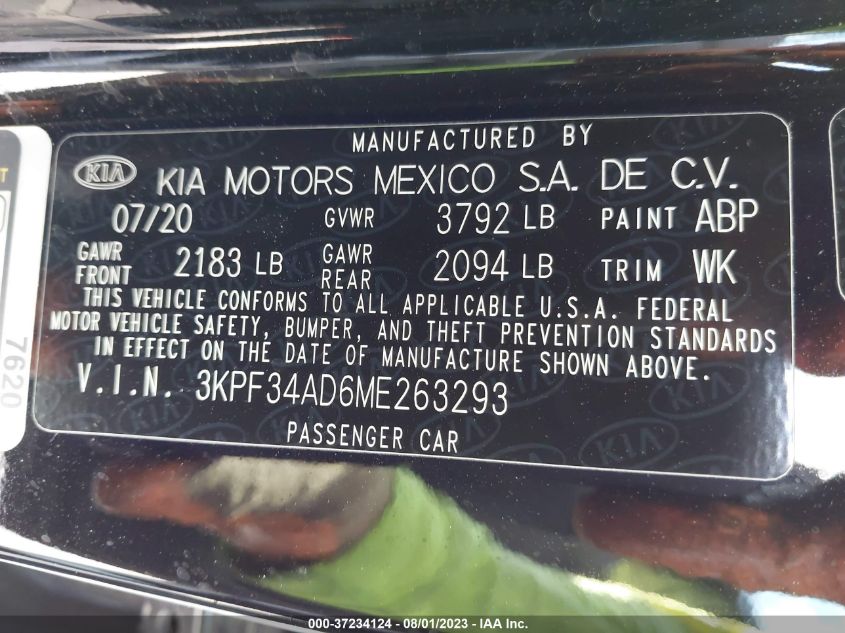 MANUFACTURED BY
KIA KIA MOTORS MEXICO S.A. DE C.V.
07/20 GVWR 3792 LB PAINT ABP
GAWR FRONT 2183 LB GAWR REAR 2094 LB TRIM WK
THIS VEHICLE CONFORMS TO ALL APPLICABLE U.S.A. FEDERAL
MOTOR VEHICLE SAFETY, BUMPER, AND THEFT PREVENTION STANDARDS
IN EFFECT ON THE DATE OF MANUFACTURE SHOWN ABOVE.
V.I.N. 3KPF34AD6ME263293
PASSENGER CAR
7620
000-37234124 - 08/01/2023 - IAA Inc.